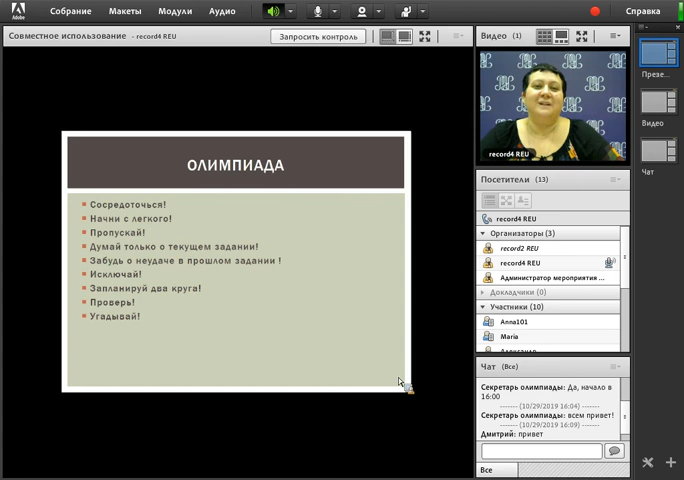 Adobe
Собрание
Макеты
Модули
Аудио
Справка
Совместное использование - record4 REU
Запросить контроль
ОЛИМПИАДА
Сосредоточься!
Начни с легкого!
Пропускай!
Думай только о текущем задании!
Забудь о неудаче в прошлом задании !
Исключай!
Запланируй два круга!
Проверь!
Угадывай!
Видео (1)
record4 REU
Посетители (13)
record4 REU
Организаторы (3)
record2 REU
record4 REU
Администратор мероприятия ...
Докладчики (0)
Участники (10)
Anna101
Maria
Чат (Все)
Секретарь олимпиады: Да, начало в
16:00
------- (10/29/2019 16:04) -------
Секретарь олимпиады: всем привет!
------- (10/29/2019 16:09) -------
Дмитрий: привет
Все
Презе...
Видео
Чат